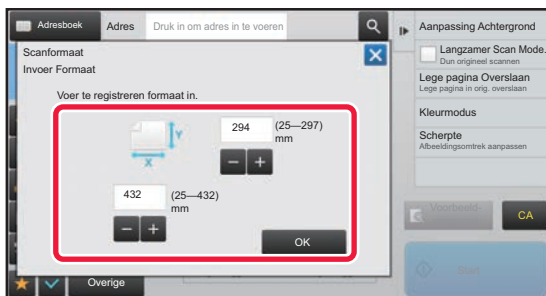 Adresboek
Adres
Druk in om adres in te voeren
Scanformaat
Invoer Formaat
Voer te registreren formaat in.
Y
X
294
(25—297)
mm
432
(25—432)
mm
OK
Overige
Aanpassing Achtergrond
Langzamer Scan Mode.
Dun origineel scannen
Lege pagina Overslaan
Lege pagina in orig. overslaan
Kleurmodus
Scherpte
Afbeeldingsomtrek aanpassen
Voorbeeld
CA
Start